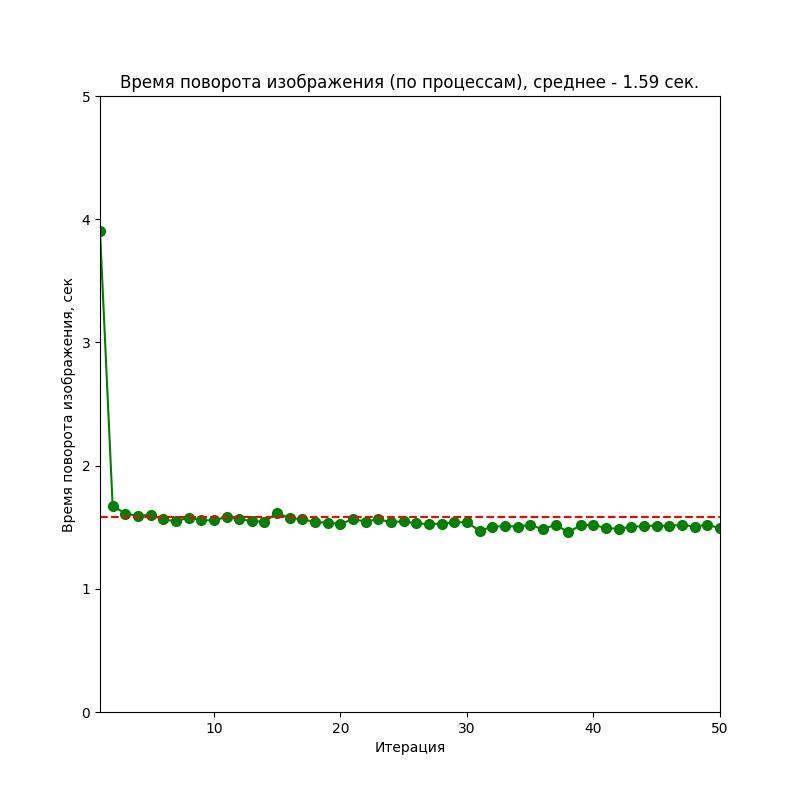 Время поворота изображения (по процессам), среднее - 1.59 сек.
5
4
3
2
1
0
Время поворота изображения, сек
10 20 30 40 50
Итерация